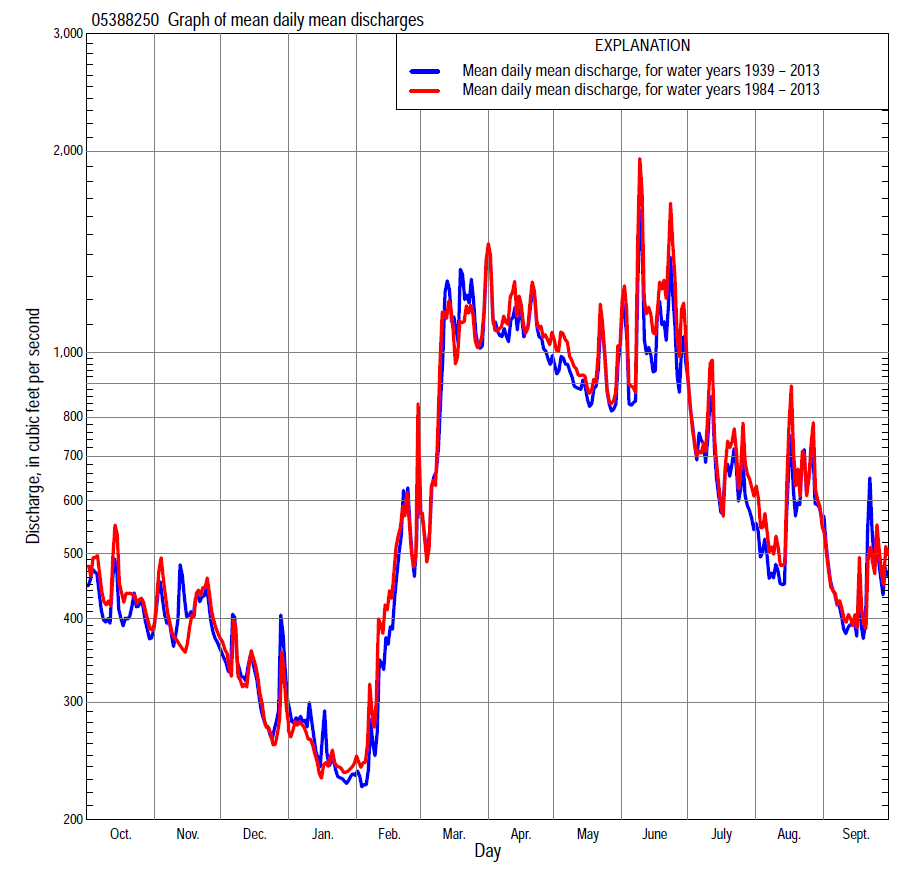 05388250 Graph of mean daily mean discharges
EXPLANATION
Mean daily mean discharge, for water years 1939 – 2013
Mean daily mean discharge, for water years 1984 – 2013
Discharge, in cubic feet per second
3,000
2,000
1,000
800
700
600
500
400
300
200
Oct. Nov. Dec. Jan. Feb. Mar. Apr. May June July Aug. Sept.
Day